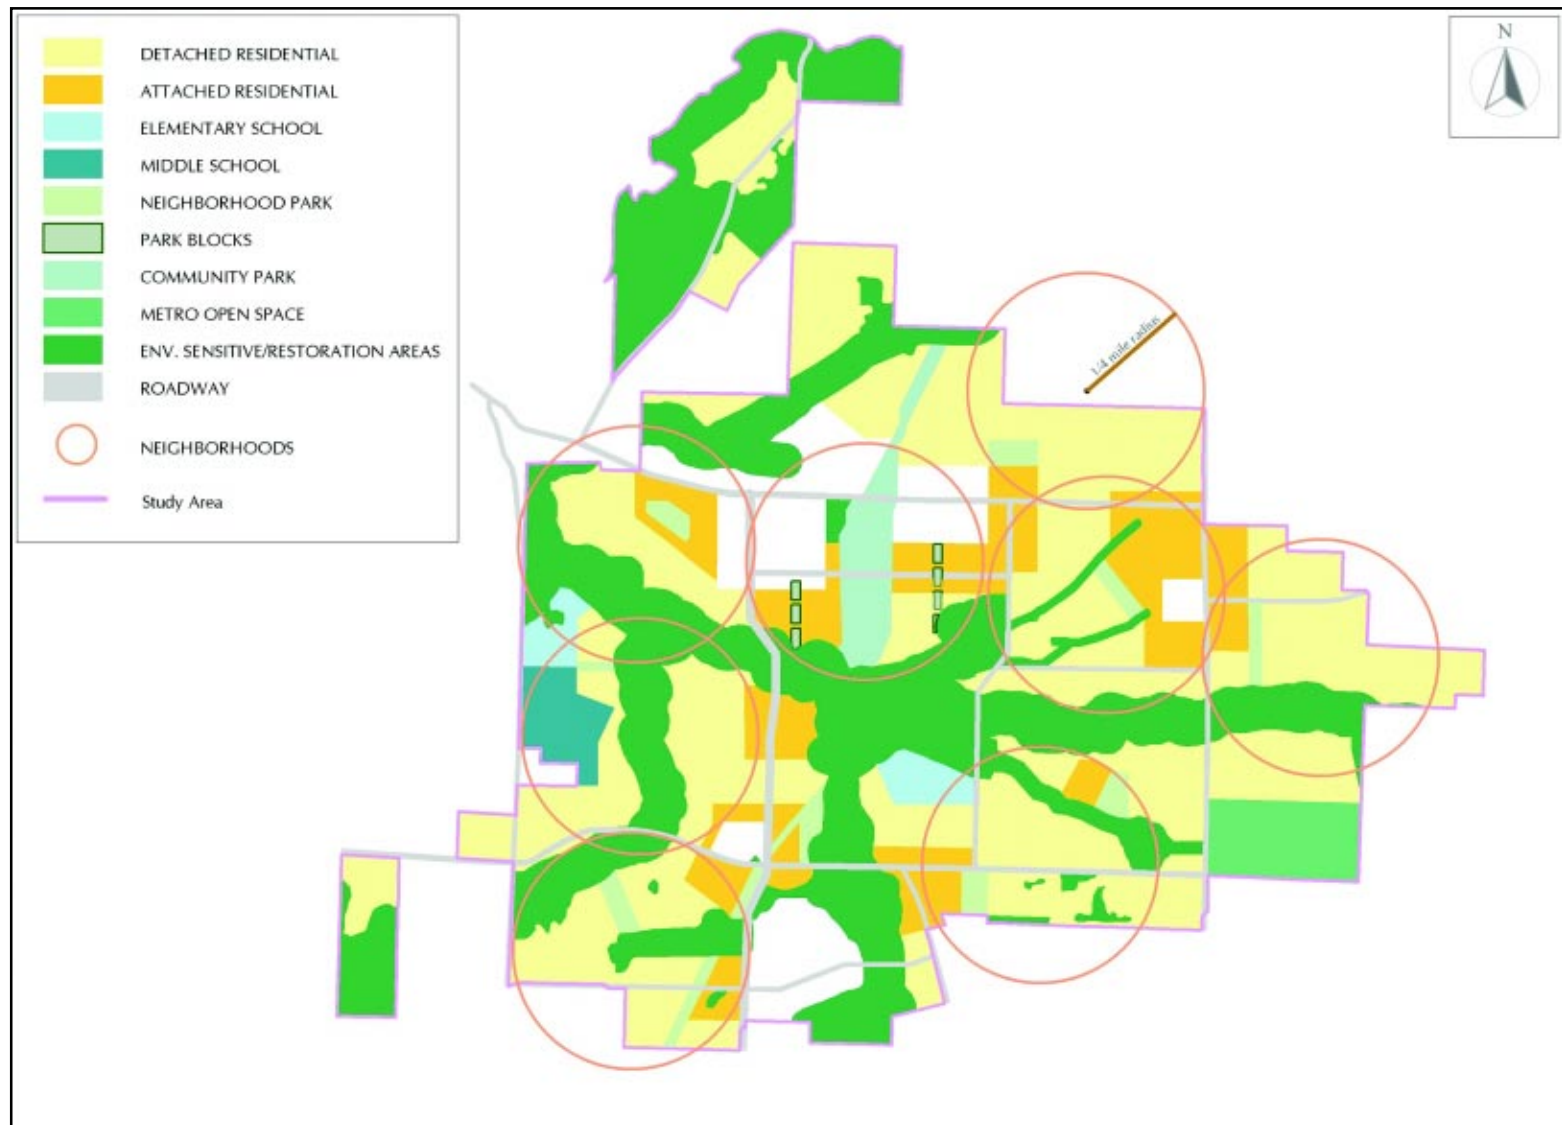 DETACHED RESIDENTIAL
ATTACHED RESIDENTIAL
ELEMENTARY SCHOOL
MIDDLE SCHOOL
NEIGHBORHOOD PARK
PARK BLOCKS
COMMUNITY PARK
METRO OPEN SPACE
ENV. SENSITIVE/RESTORATION AREAS
ROADWAY
NEIGHBORHOODS
Study Area
N
1/4 mile radius